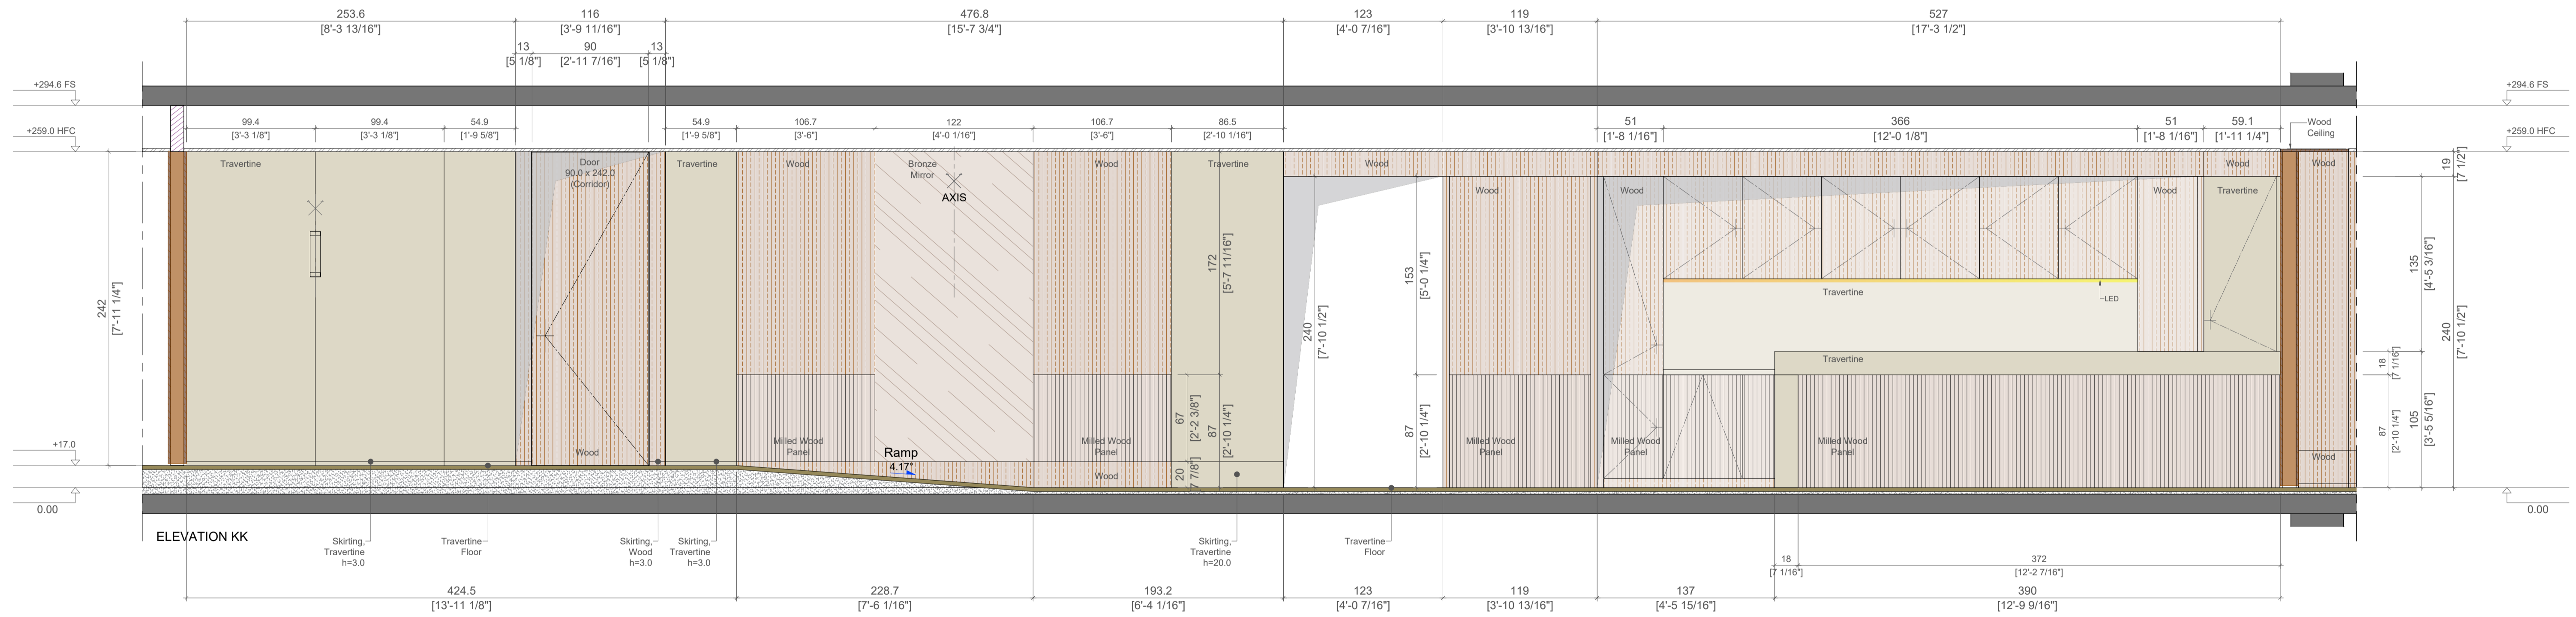 253.6
[8'-3 13/16"]
116
[3'-9 11/16"]
476.8
[15'-7 3/4"]
123
[4'-0 7/16"]
119
[3'-10 13/16"]
527
[17'-3 1/2"]
13
90
13
[5 1/8"]
[2'-11 7/16"]
[5 1/8"]
+294.6 FS
+294.6 FS
+259.0 HFC
+259.0 HFC
99.4
[3'-3 1/8"]
99.4
[3'-3 1/8"]
54.9
[1'-9 5/8"]
54.9
[1'-9 5/8"]
106.7
[3'-6"]
122
[4'-0 1/16"]
106.7
[3'-6"]
86.5
[2'-10 1/16"]
51
[1'-8 1/16"]
366
[12'-0 1/8"]
51
[1'-8 1/16"]
59.1
[1'-11 1/4"]
Wood
Ceiling
Travertine
Door
90.0 x 242.0
(Corridor)
Travertine
Wood
Bronze
Mirror
AXIS
Wood
Travertine
Wood
Wood
Wood
Wood
Wood
Travertine
Wood
19
[7 1/2"]
242
[7'-11 1/4"]
172
[5'-7 11/16"]
240
[7'-10 1/2"]
153
[5'-0 1/4"]
Travertine
LED
135
[4'-5 3/16"]
240
[7'-10 1/2"]
Travertine
18
[7 1/16"]
67
[2'-2 3/8"]
87
[2'-10 1/4"]
87
[2'-10 1/4"]
87
[2'-10 1/4"]
105
[3'-5 5/16"]
+17.0
Wood
Milled Wood
Panel
Ramp
4.17°
Milled Wood
Panel
Wood
20
7 7/8"]
Milled Wood
Panel
Milled Wood
Panel
Milled Wood
Panel
Wood
0.00
0.00
ELEVATION KK
Skirting,
Travertine
h=3.0
Travertine
Floor
Skirting,
Wood
h=3.0
Skirting,
Travertine
h=3.0
Skirting,
Travertine
h=20.0
Travertine
Floor
18
[7 1/16"]
372
[12'-2 7/16"]
424.5
[13'-11 1/8"]
228.7
[7'-6 1/16"]
193.2
[6'-4 1/16"]
123
[4'-0 7/16"]
119
[3'-10 13/16"]
137
[4'-5 15/16"]
390
[12'-9 9/16"]